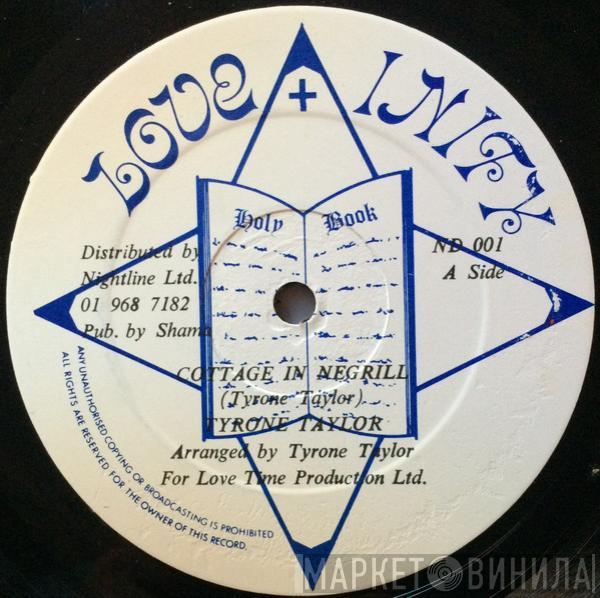 LOVE + INITY
Holy Book
Distributed by
Nightline Ltd.
01 968 7182
Pub. by Shama
ND 001
A Side
COTTAGE IN NEGRILL
(Tyrone Taylor)
TYRONE TAYLOR
Arranged by Tyrone Taylor
For Love Time Production Ltd.
ANY UNAUTHORISED COPYING OR BROADCASTING IS PROHIBITED
ALL RIGHTS ARE RESERVED FOR THE OWNER OF THIS RECORD.
МАРКЕТ ВИНИЛА